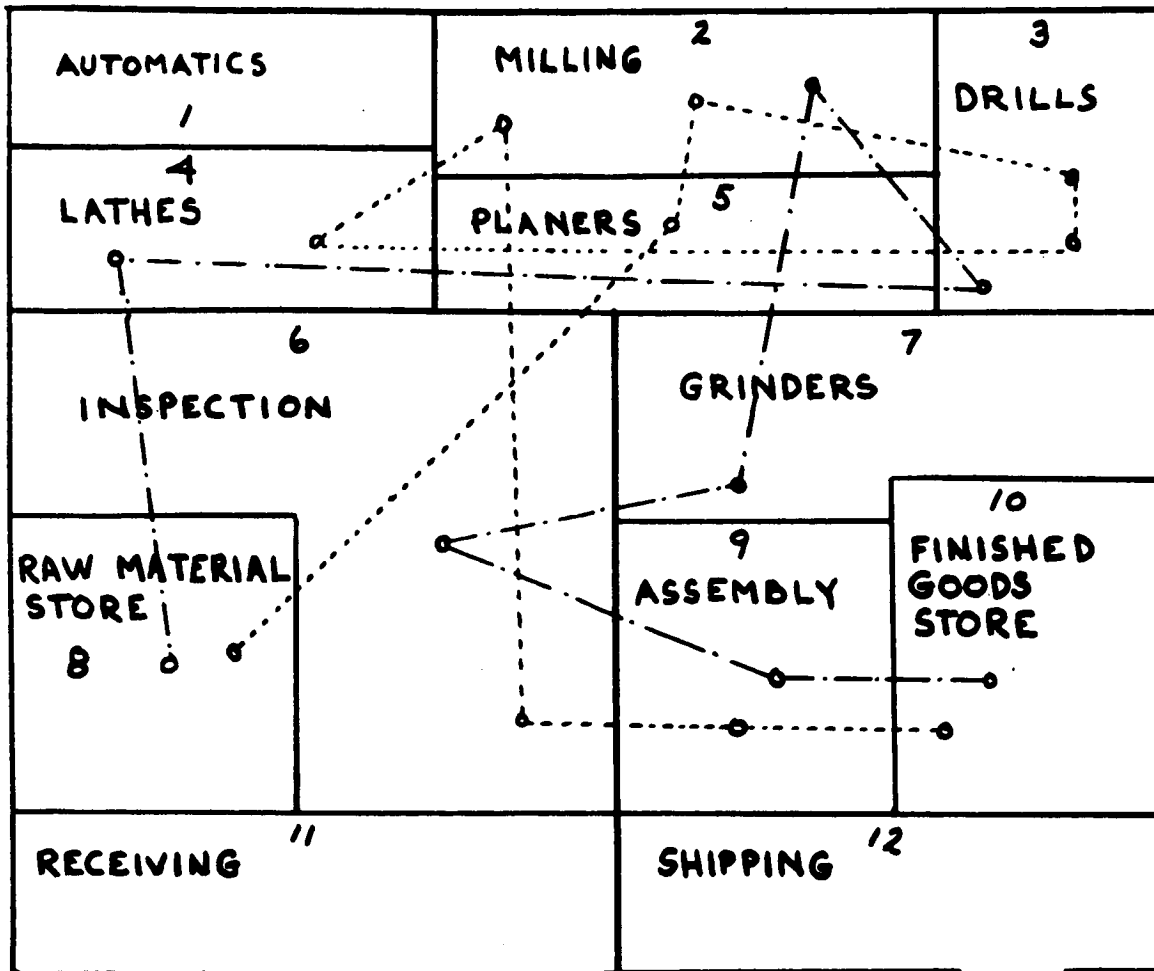 2
3
AUTOMATICS
MILLING
DRILLS
1
4
LATHES
5
PLANERS
6
7
INSPECTION
GRINDERS
10
RAW MATERIAL
STORE
8
9
ASSEMBLY
FINISHED
GOODS
STORE
11
RECEIVING
12
SHIPPING